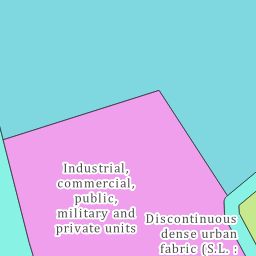 Industrial,
commercial,
public,
military and
private units
Discontinuous
dense urban
fabric (S.L. :